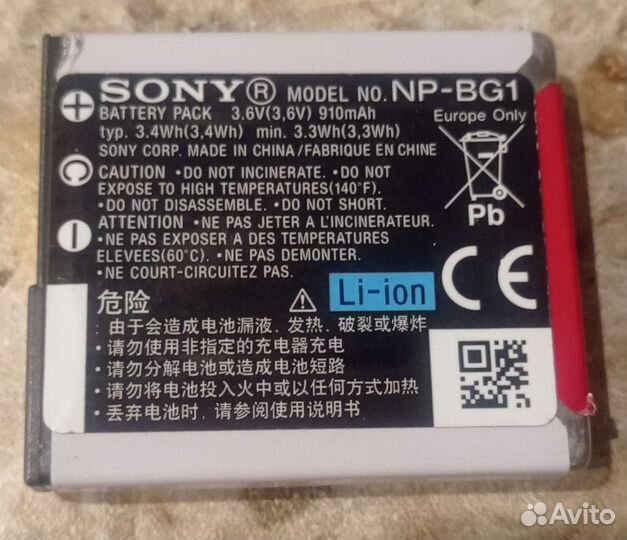 SONY® MODEL NO. NP-BG1
BATTERY PACK 3.6V(3,6V) 910mAh
typ. 3.4Wh(3,4Wh) min. 3.3Wh(3,3Wh)
SONY CORP. MADE IN CHINA/FABRIQUE EN CHINE
Europe Only
Pb
+
C
−
CAUTION •DO NOT INCINERATE. •DO NOT
EXPOSE TO HIGH TEMPERATURES(140°F).
•DO NOT DISASSEMBLE. •DO NOT SHORT.
ATTENTION •NE PAS JETER A L'INCINERATEUR.
•NE PAS EXPOSER A DES TEMPERATURES
ELEVEES(60°C). •NE PAS DEMONTER.
•NE COURT-CIRCUITEZ PAS.
危险
Li-ion
CE
•由于会造成电池漏液、发热、破裂或爆炸
•请勿使用非指定的充电器充电
•请勿分解电池或造成电池短路
•请勿将电池投入火中或以任何方式加热
•丢弃电池时,请参阅使用说明书
Avito